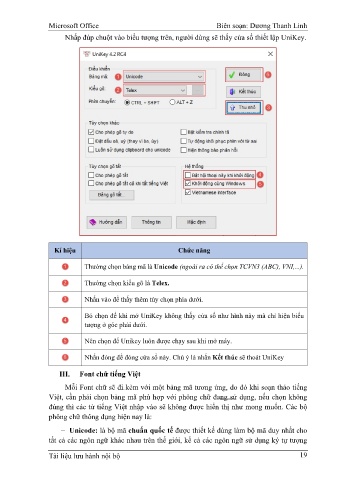 Microsoft Office Biên soạn: Dương Thanh Linh
Nhấp đúp chuột vào biểu tượng trên, người dùng sẽ thấy cửa sổ thiết lập UniKey.
UniKey 4.2 RC4
Điều khiển
Bảng mã: 1 Unicode
Đóng 6
Kiểu gõ: 2 Telex
Kết thúc
Phím chuyển: CTRL + SHIFT ALT + Z
Thu nhỏ 3
Tùy chọn khác
Cho phép gõ tự do
Bật kiểm tra chính tả
Đặt dấu oà, uý (thay vì òa, úy)
Tự động khôi phục phím với từ sai
Luôn sử dụng clipboard cho unicode
Hiện thông báo phản hồi
Tùy chọn gõ tắt Hệ thống
Cho phép gõ tắt
Bật hội thoại này khi khởi động 4
Cho phép gõ tắt cả khi tắt tiếng Việt
Khởi động cùng Windows 5
Bảng gõ tắt
Vietnamese interface
Hướng dẫn Thông tin Mặc định
Kí hiệu Chức năng
1 Thường chọn bảng mã là Unicode (ngoài ra có thể chọn TCVN3 (ABC), VNI,...).
2 Thường chọn kiểu gõ là Telex.
3 Nhấn vào để thấy thêm tùy chọn phía dưới.
4 Bỏ chọn để khi mở UniKey không thấy cửa sổ như hình này mà chỉ hiện biểu
tượng ở góc phải dưới.
Nên chọn để Unikey luôn được chạy sau khi mở máy.
Nhấn đóng để đóng cửa sổ này. Chú ý là nhấn Kết thúc sẽ thoát UniKey
III. Font chữ tiếng Việt
Mỗi Font chữ sẽ đi kèm với một bảng mã tương ứng, do đó khi soạn thảo tiếng
Việt, cần phải chọn bảng mã phù hợp với phông chữ đang sử dụng, nếu chọn không
đúng thì các từ tiếng Việt nhập vào sẽ không được hiển thị như mong muốn. Các bộ
phông chữ thông dụng hiện nay là:
– Unicode: là bộ mã chuẩn quốc tế được thiết kế dùng làm bộ mã duy nhất cho
tất cả các ngôn ngữ khác nhau trên thế giới, kể cả các ngôn ngữ sử dụng ký tự tượng
Tài liệu lưu hành nội bộ 19